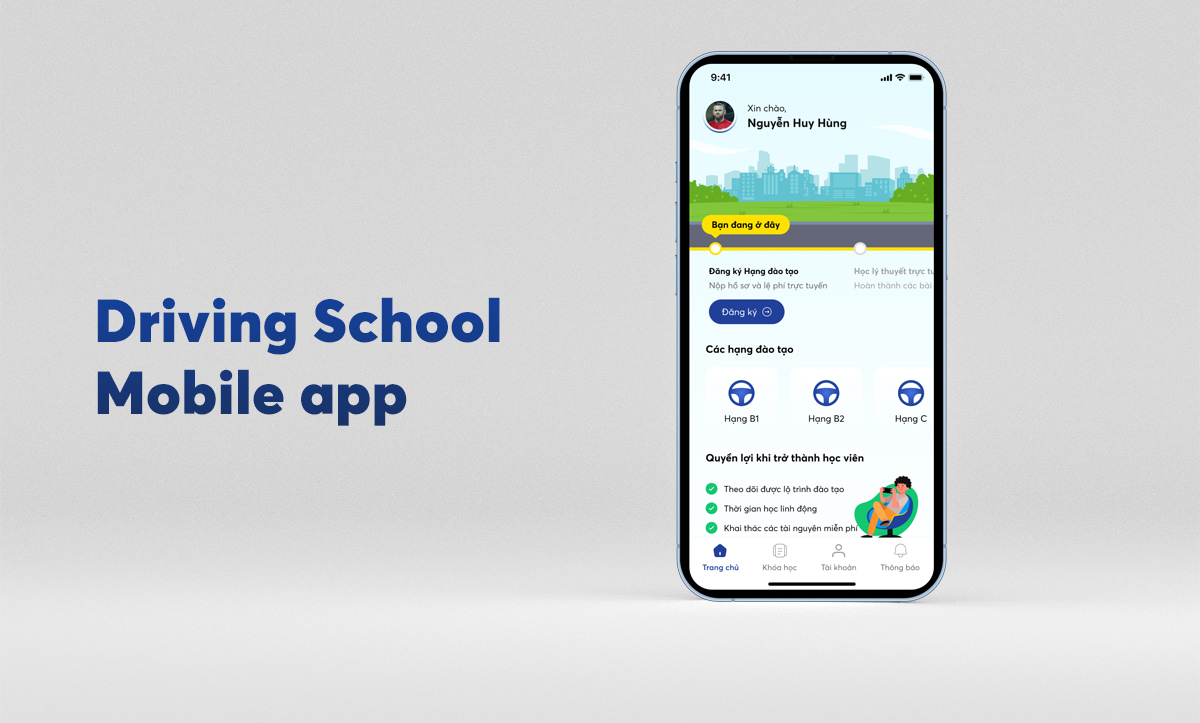 Driving School
Mobile app
9:41
Xin chào,
Nguyễn Huy Hùng
Bạn đang ở đây
Đăng ký Hạng đào tạo
Nộp hồ sơ và lệ phí trực tuyến
Học lý thuyết trực tu
Hoàn thành các bài
Đăng ký
Các hạng đào tạo
Hạng B1
Hạng B2
Hạng C
Quyền lợi khi trở thành học viên
Theo dõi được lộ trình đào tạo
Thời gian học linh động
Khai thác các tài nguyên miễn phí
Trang chủ
Khóa học
Tài khoản
Thông báo